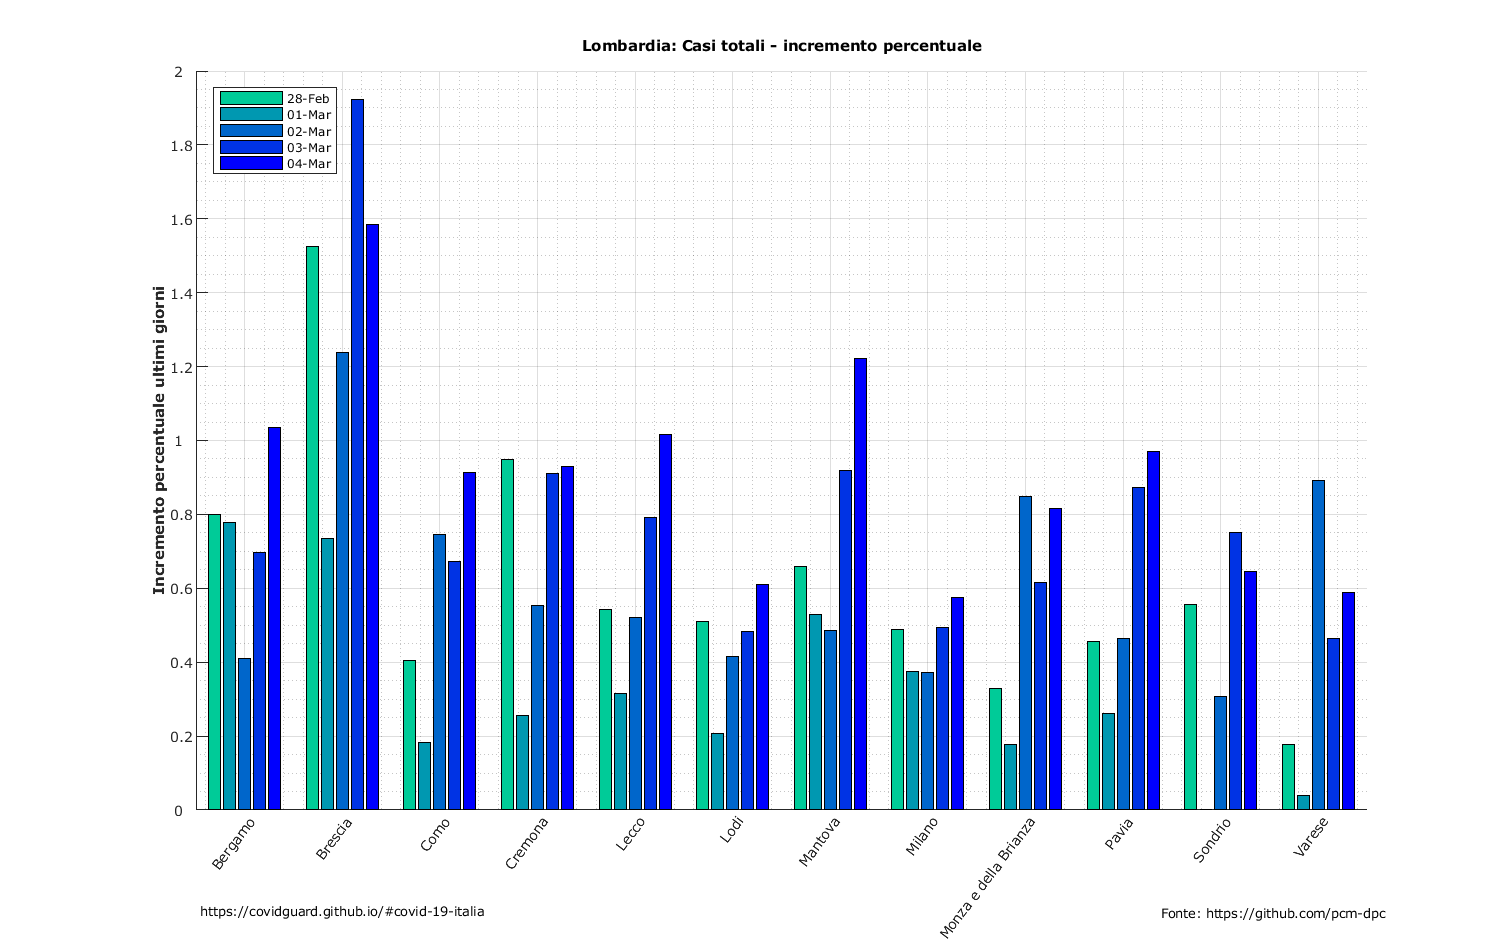 Lombardia: Casi totali - incremento percentuale
28-Feb
01-Mar
02-Mar
03-Mar
04-Mar
Incremento percentuale ultimi giorni
2
1.8
1.6
1.4
1.2
1
0.8
0.6
0.4
0.2
0
Bergamo
Brescia
Como
Cremona
Lecco
Lodi
Mantova
Milano
Monza e della Brianza
Pavia
Sondrio
Varese
https://covidguard.github.io/#covid-19-italia
Fonte: https://github.com/pcm-dpc